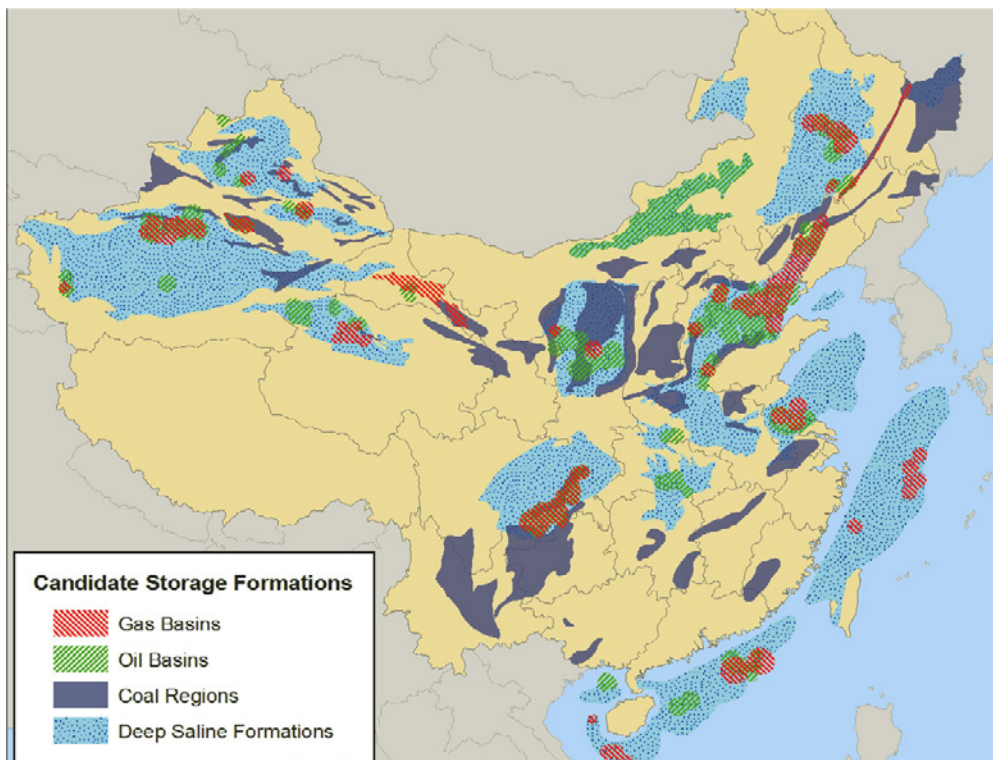 Candidate Storage Formations
Gas Basins
Oil Basins
Coal Regions
Deep Saline Formations